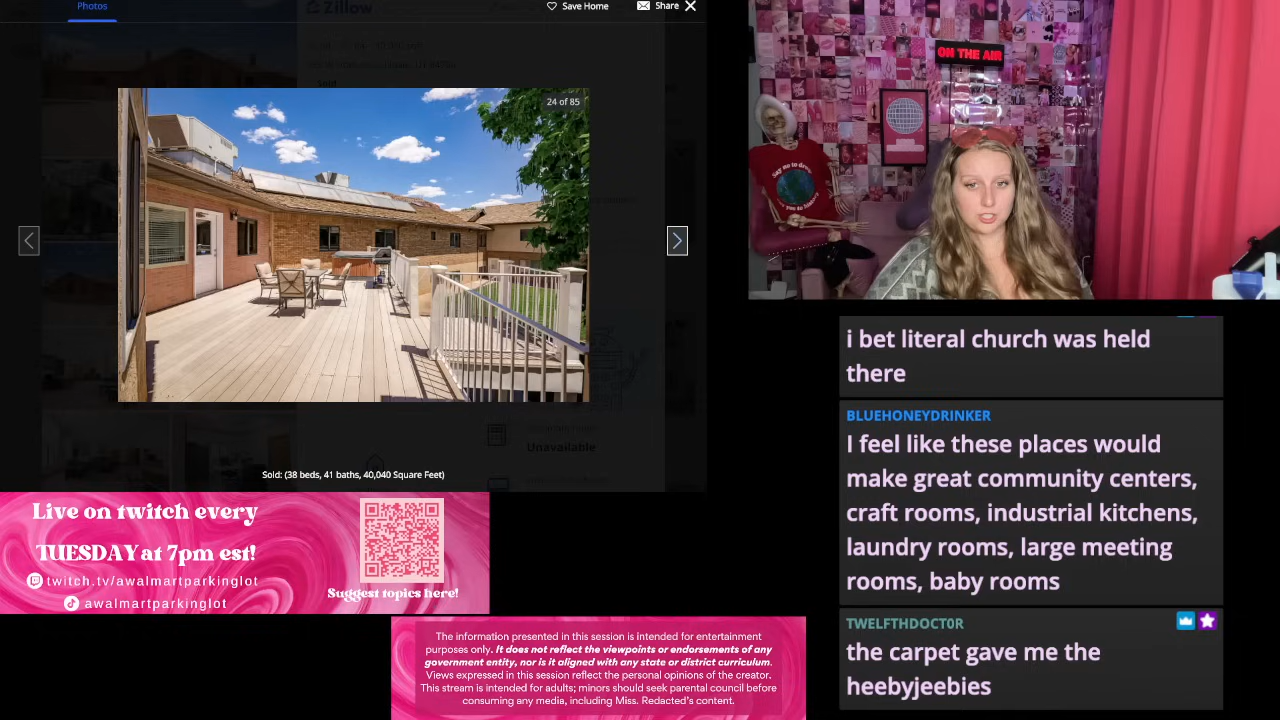 Photos
Zillow
Save Home
Share
Sold
24 of 85
Unavailable
Sold: (38 beds, 41 baths, 40,040 Square Feet)
ON THE AIR
Say no to drugs
i bet literal church was held
there
BLUEHONEYDRINKER
I feel like these places would
make great community centers,
craft rooms, industrial kitchens,
laundry rooms, large meeting
rooms, baby rooms
TWELFTHDOCT0R
the carpet gave me the
heebyjeebies
Live on twitch every
TUESDAY at 7pm est!
twitch.tv/awalmartparkinglot
awalmartparkinglot
Suggest topics here!
The information presented in this session is intended for entertainment
purposes only. It does not reflect the viewpoints or endorsements of any
government entity, nor is it aligned with any state or district curriculum.
Views expressed in this session reflect the personal opinions of the creator.
This stream is intended for adults; minors should seek parental council before
consuming any media, including Miss. Redacted's content.